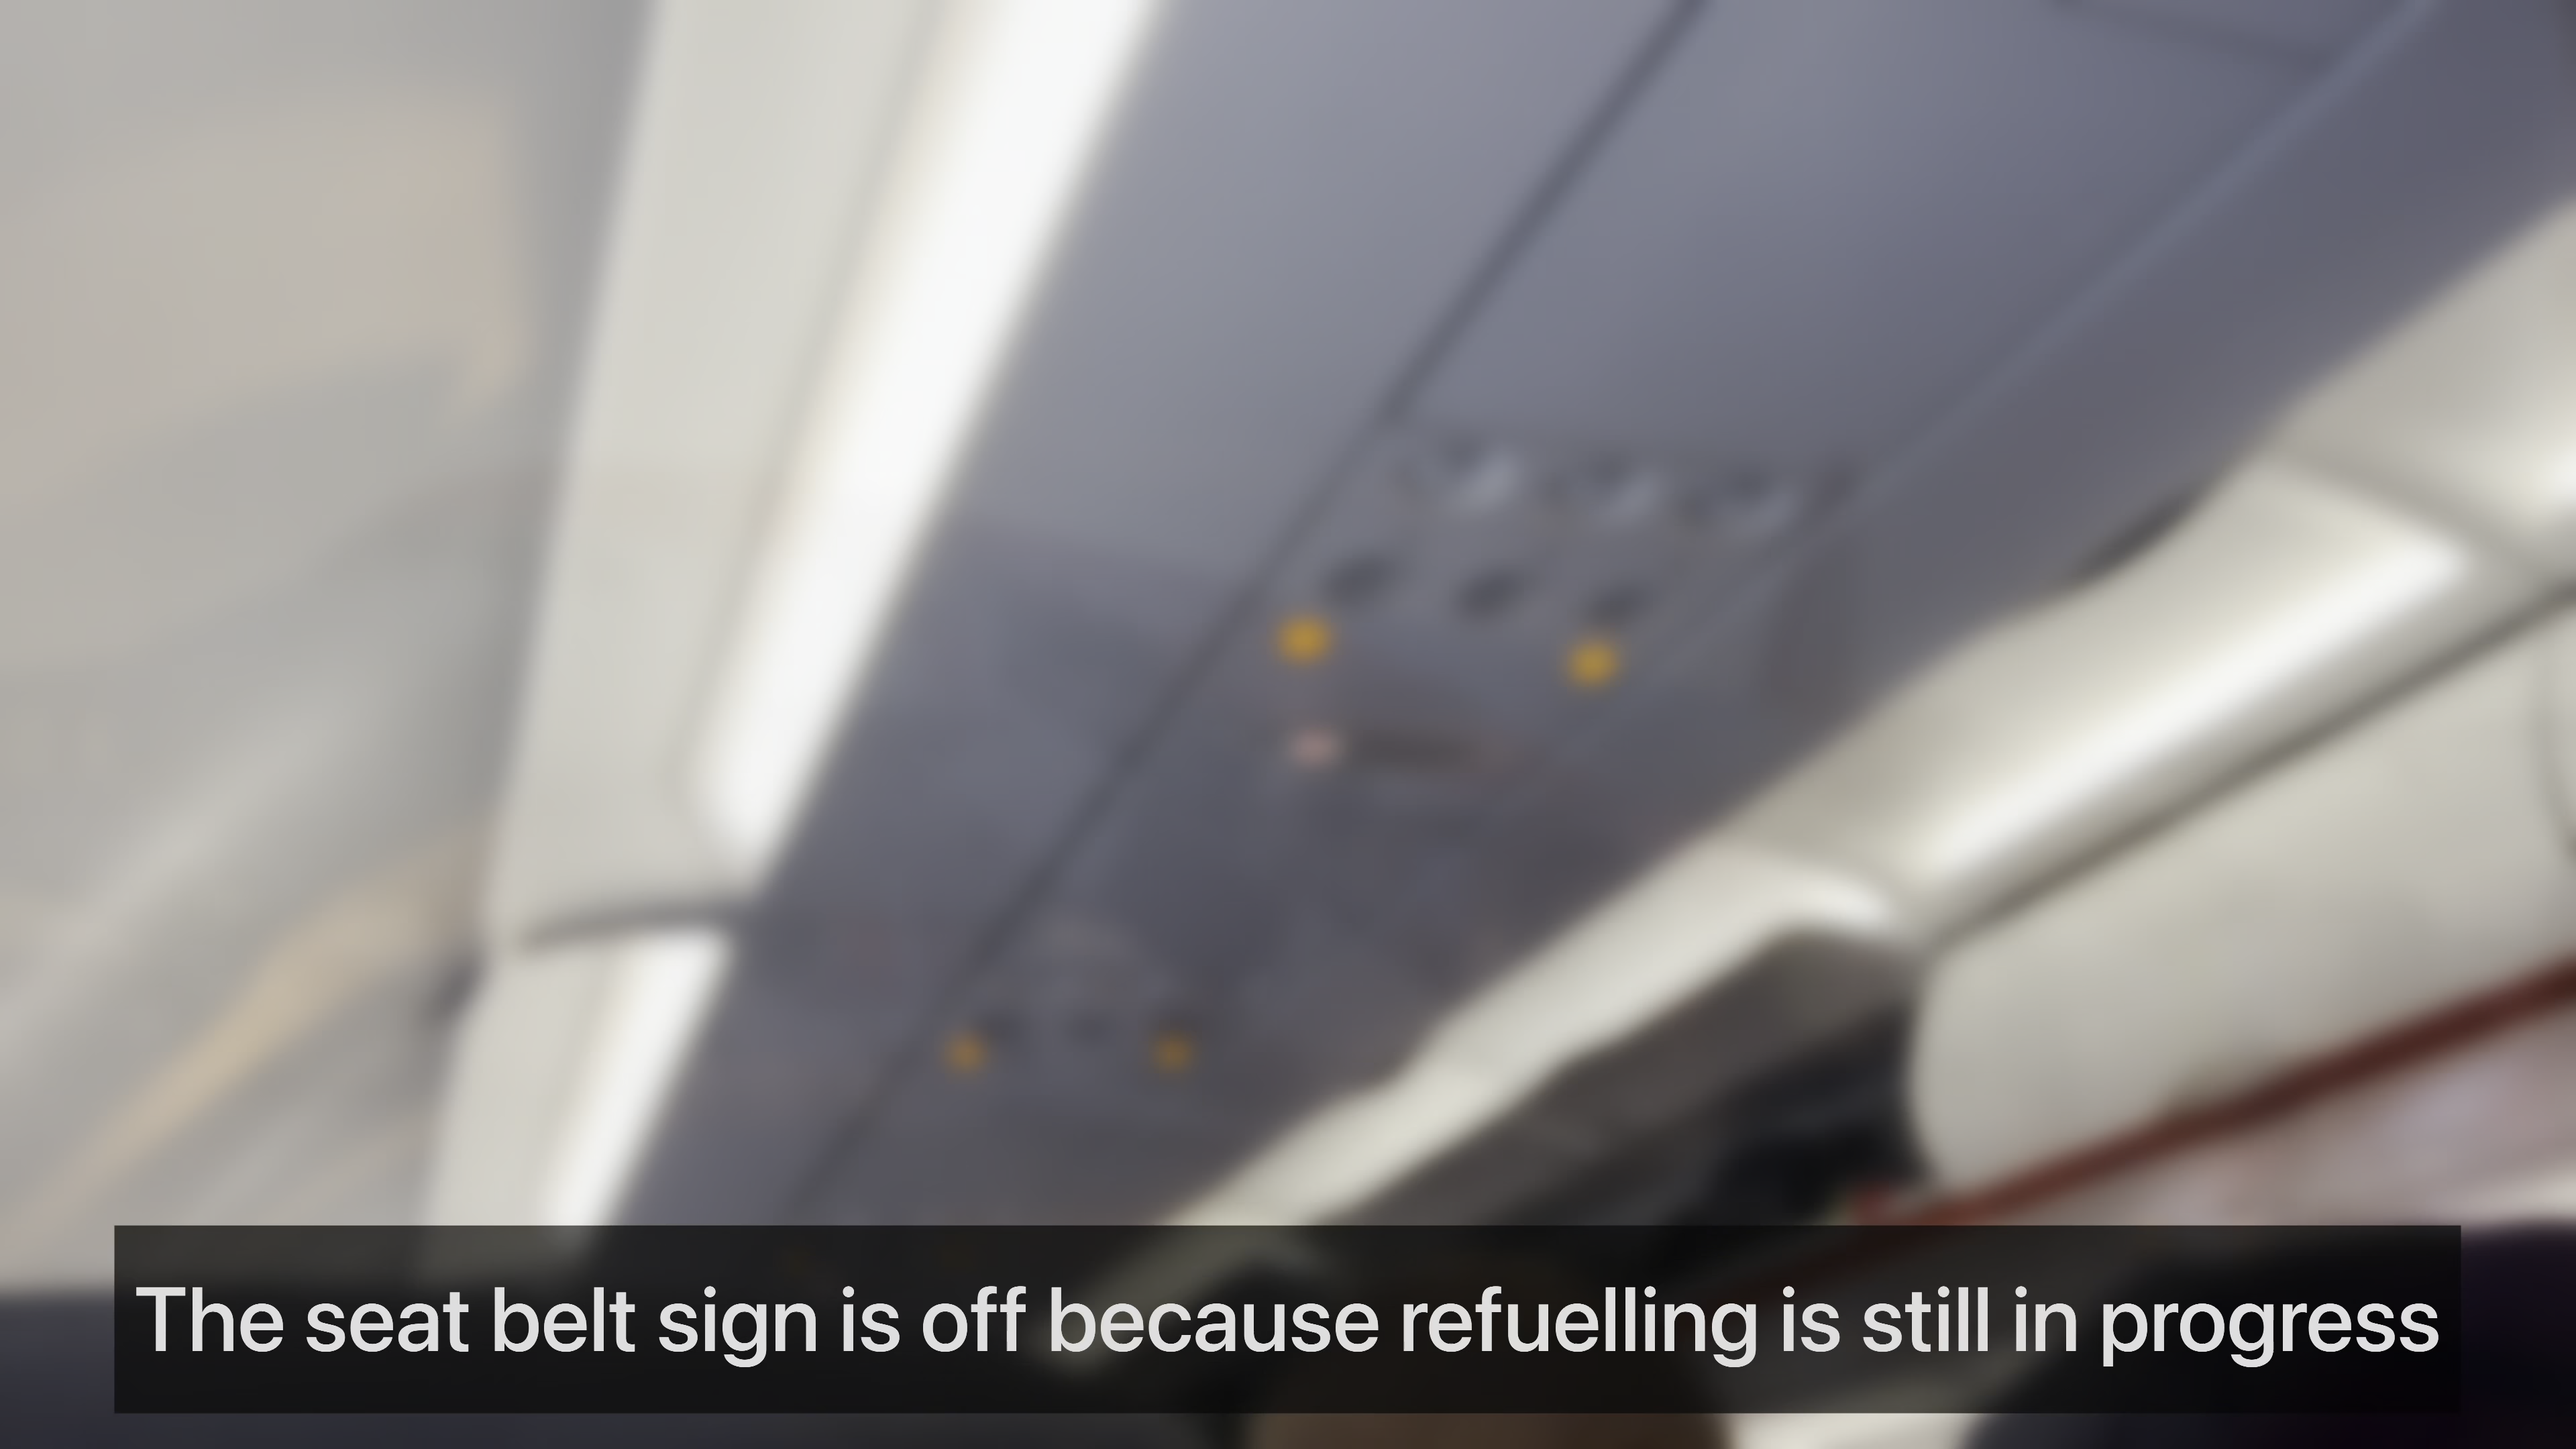 The seat belt sign is off because refuelling is still in progress